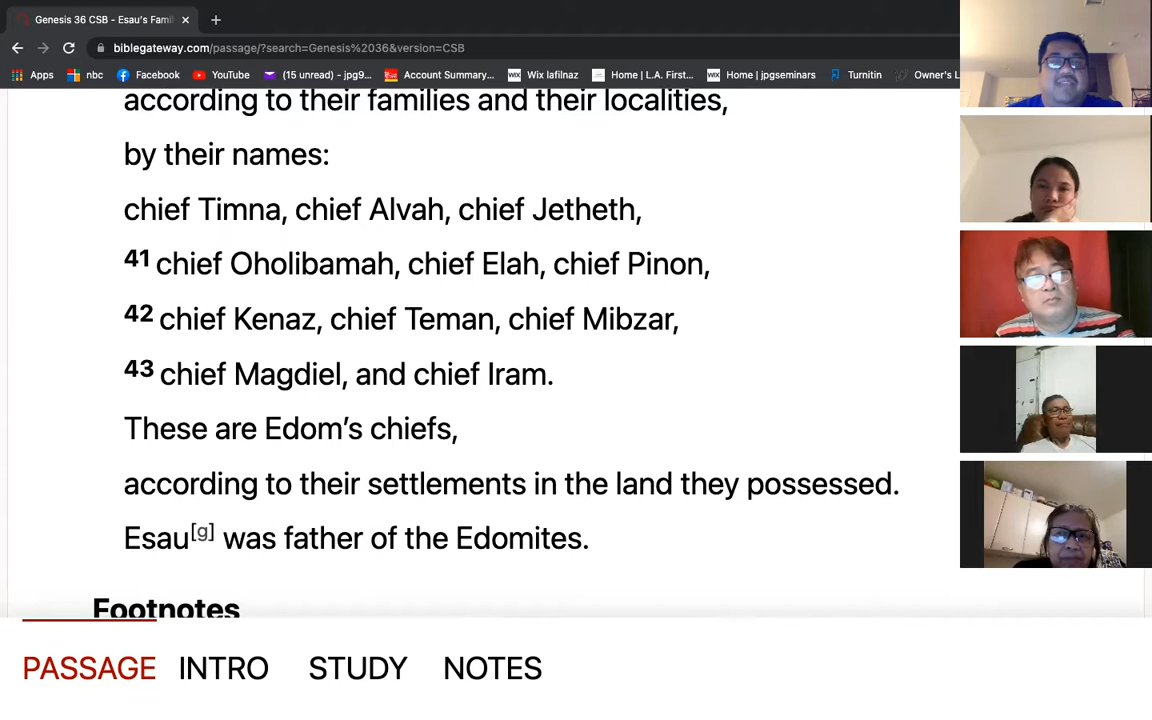 Genesis 36 CSB - Esau's Famil
biblegateway.com/passage/?search=Genesis%2036&version=CSB
Apps nbc Facebook YouTube (15 unread) - jpg9... Account Summary... Wix lafilnaz Home | L.A. First... Home | jpgseminars Turnitin Owner's L
according to their families and their localities,
by their names:
chief Timna, chief Alvah, chief Jetheth,
41 chief Oholibamah, chief Elah, chief Pinon,
42 chief Kenaz, chief Teman, chief Mibzar,
43 chief Magdiel, and chief Iram.
These are Edom's chiefs,
according to their settlements in the land they possessed.
Esau[g] was father of the Edomites.
Footnotes
PASSAGE INTRO STUDY NOTES